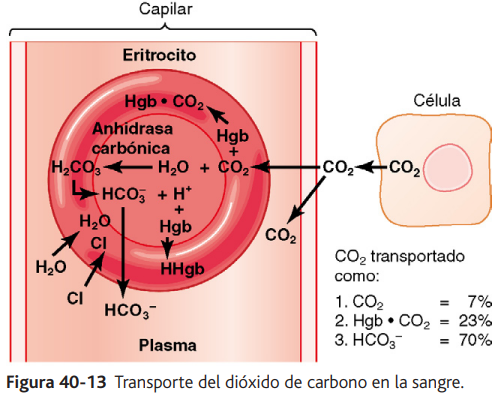 Capilar
Eritrocito
Célula
Hgb • CO₂
Hgb
+
Anhidrasa
carbónica
H₂CO₃
H₂O + CO₂
CO₂
CO₂
HCO₃⁻ + H⁺
+
Hgb
H₂O
CO₂
Cl
HHgb
H₂O
Cl
HCO₃⁻
Plasma
CO₂ transportado
como:
1. CO₂ = 7%
2. Hgb • CO₂ = 23%
3. HCO₃⁻ = 70%
Figura 40-13 Transporte del dióxido de carbono en la sangre.